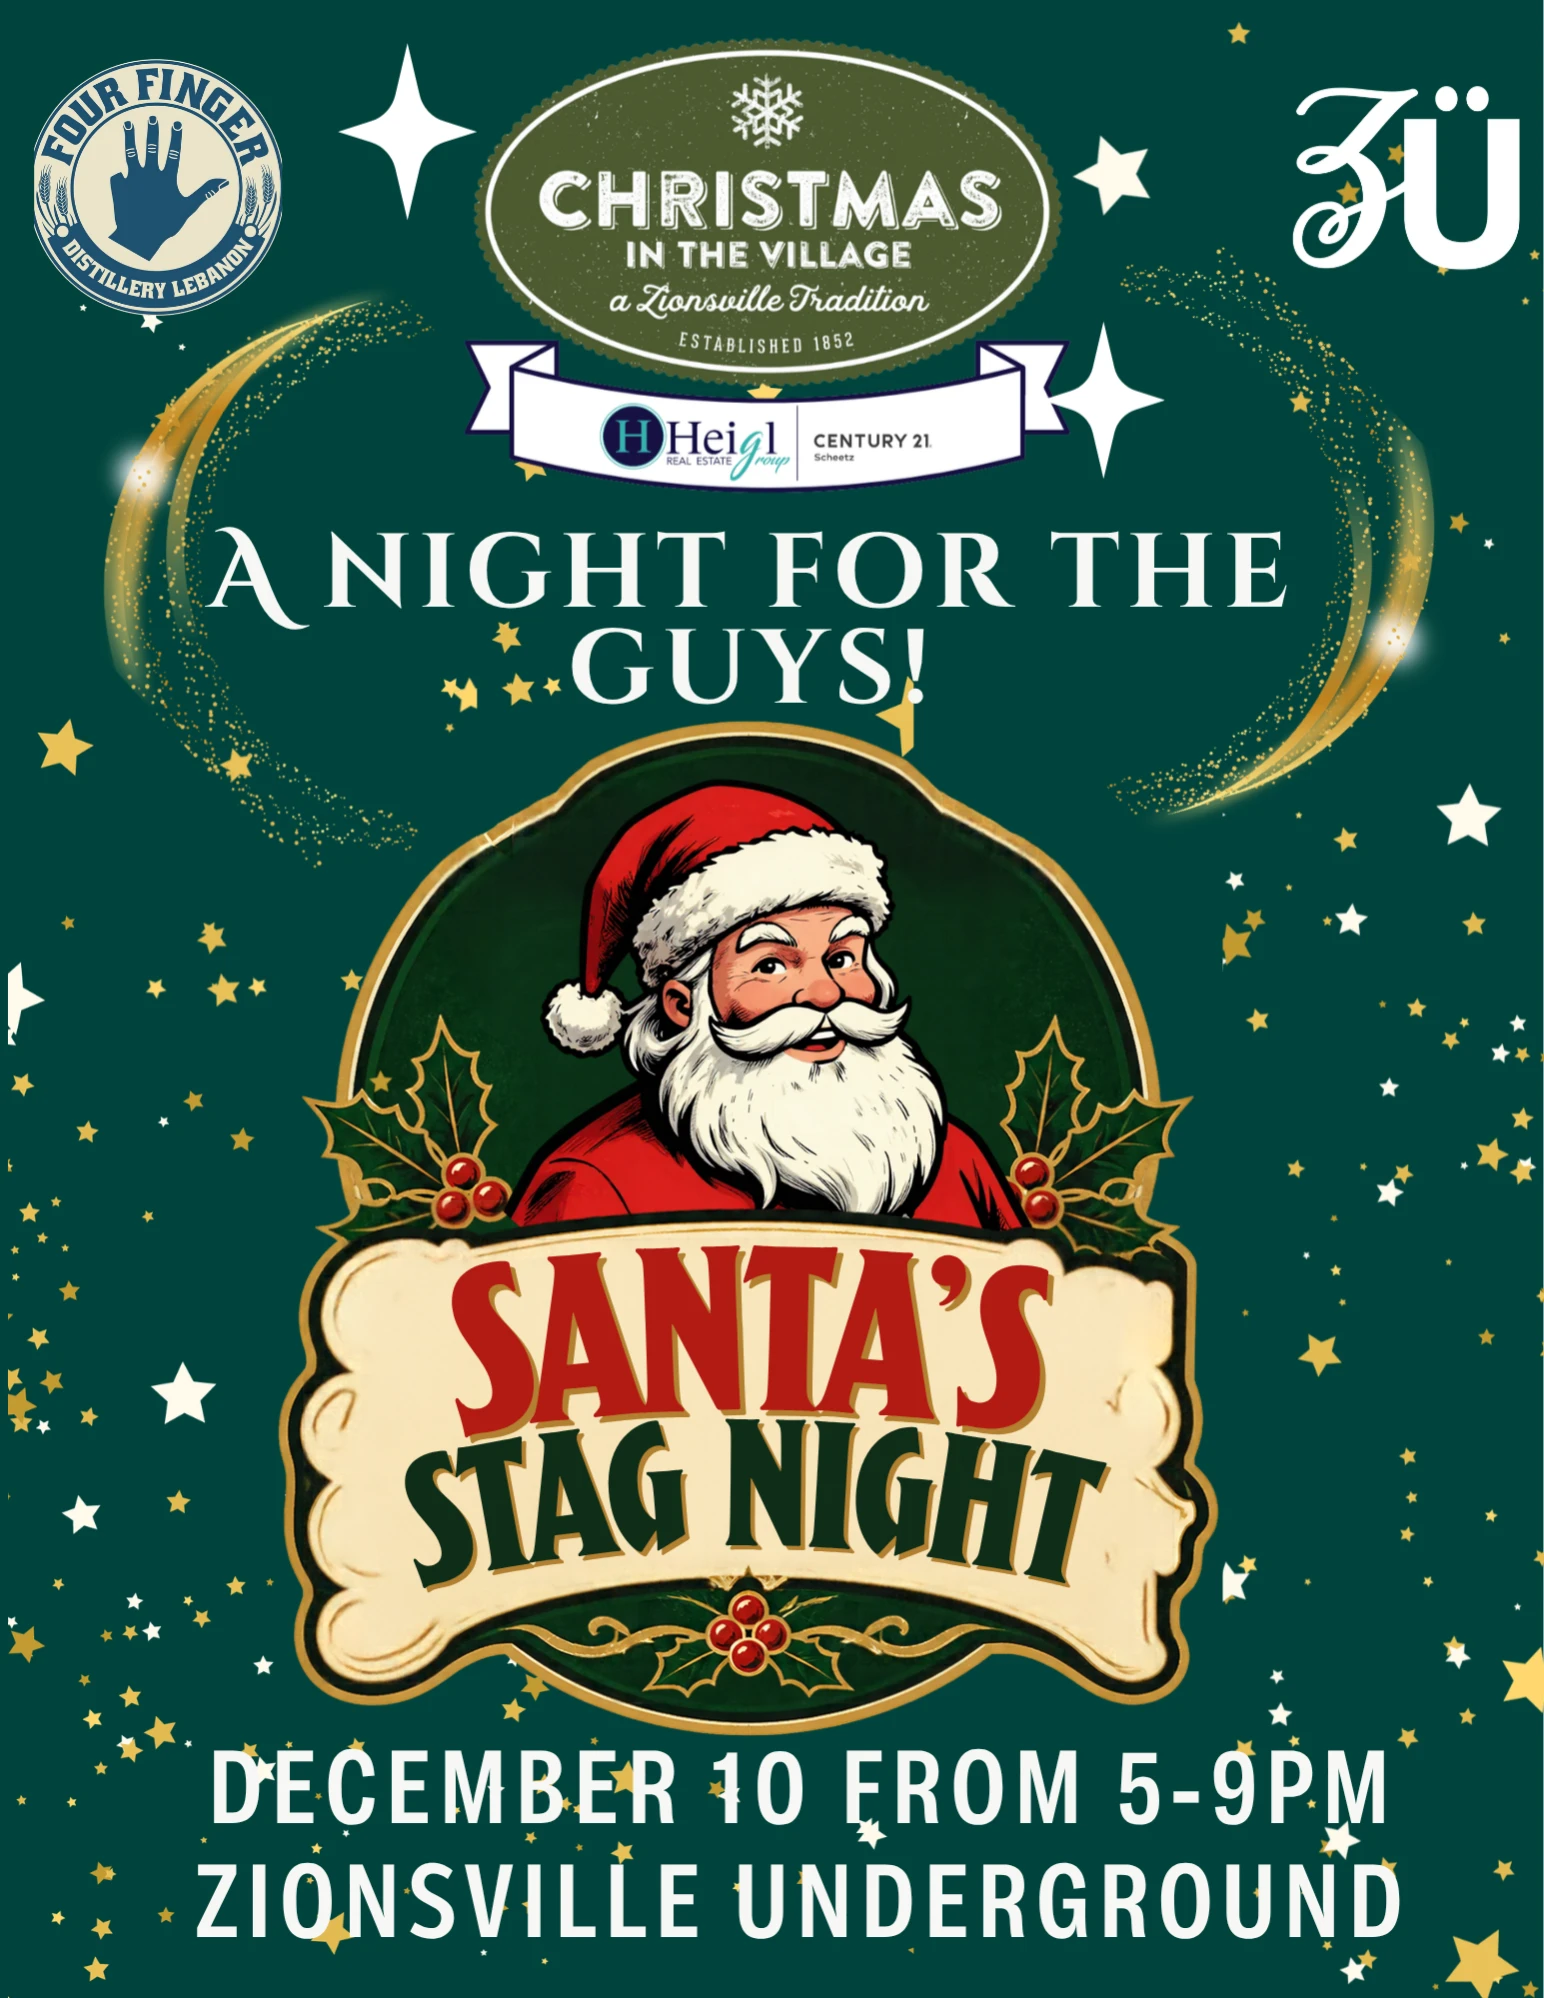 FOUR FINGER
DISTILLERY LEBANON
CHRISTMAS
IN THE VILLAGE
a Zionsville Tradition
ESTABLISHED 1852
ZÜ
H Heigl
REAL ESTATE group
CENTURY 21.
Scheetz
A NIGHT FOR THE
GUYS!
SANTA'S
STAG NIGHT
DECEMBER 10 FROM 5-9PM
ZIONSVILLE UNDERGROUND